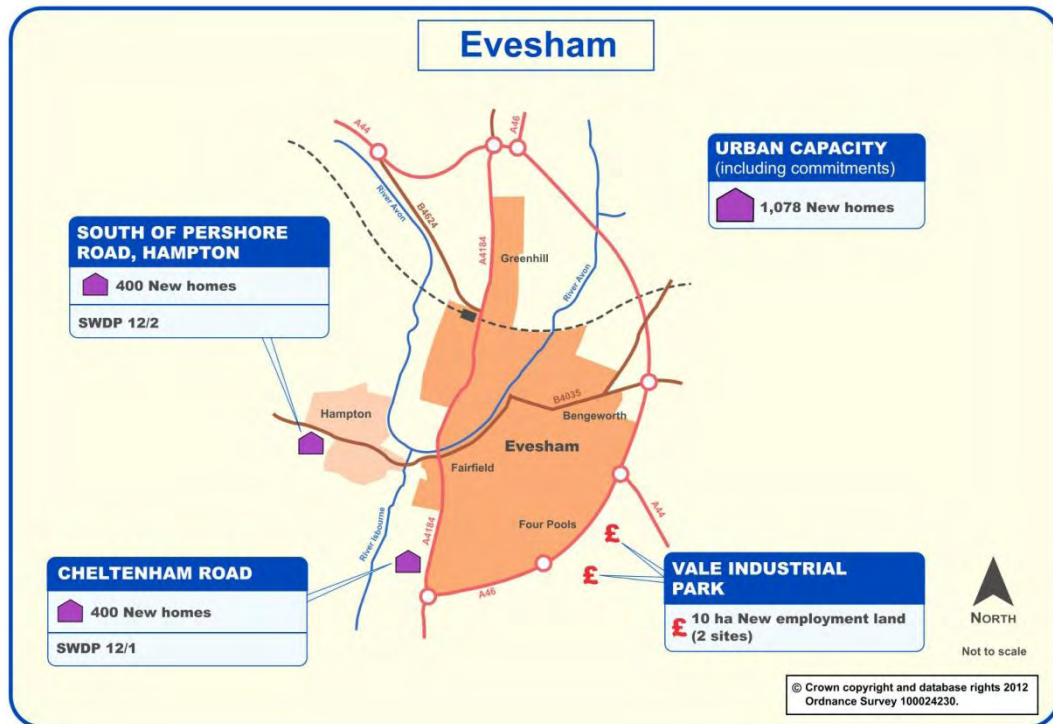 Evesham
A44
A46
URBAN CAPACITY
(including commitments)
1,078 New homes
River Avon
B4624
A4184
SOUTH OF PERSHORE
ROAD, HAMPTON
400 New homes
SWDP 12/2
Greenhill
River Avon
Hampton
B4035
Bengeworth
Evesham
Fairfield
River Isbourne
A4184
Four Pools
A44
£
£
A46
CHELTENHAM ROAD
400 New homes
SWDP 12/1
VALE INDUSTRIAL
PARK
£ 10 ha New employment land
(2 sites)
NORTH
Not to scale
© Crown copyright and database rights 2012
Ordnance Survey 100024230.